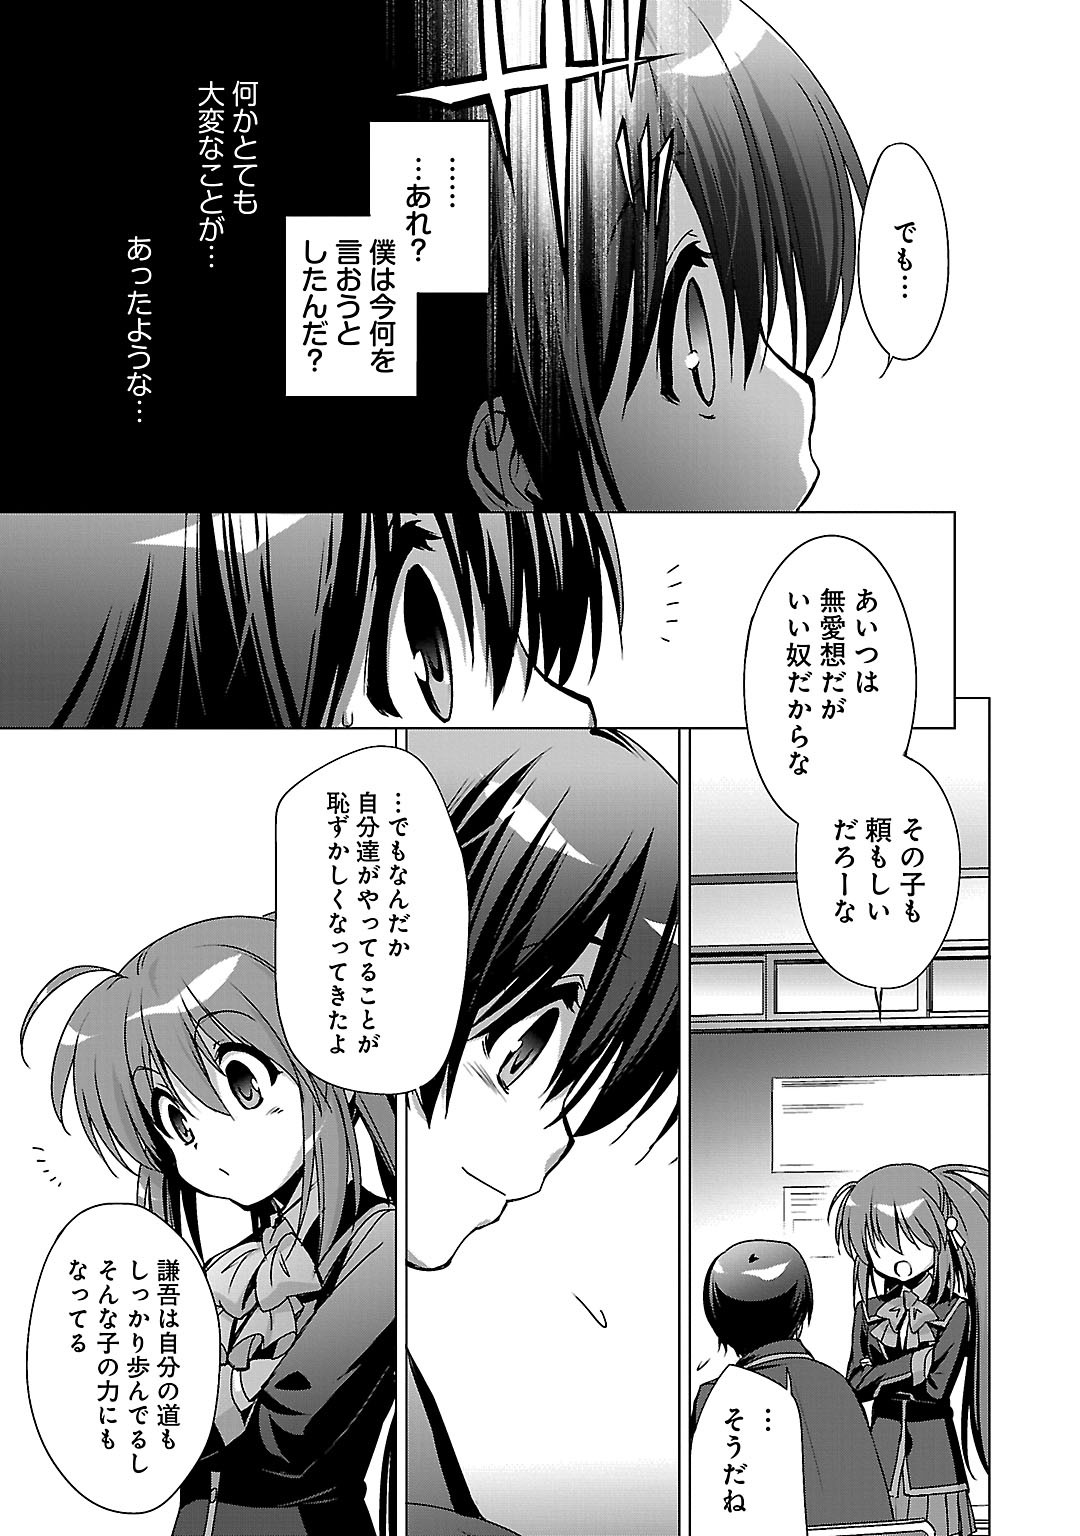 でも…
……
…あれ？
僕は今何を
言おうと
したんだ？
何かとても
大変なことが…
あったような…
あいつは
無愛想だが
いい奴だからな
その子も
頼もしい
だろーな
…
そうだね
…でもなんだか
自分達がやってることが
恥ずかしくなってきたよ
謙吾は自分の道も
しっかり歩んでるし
そんな子の力にも
なってる